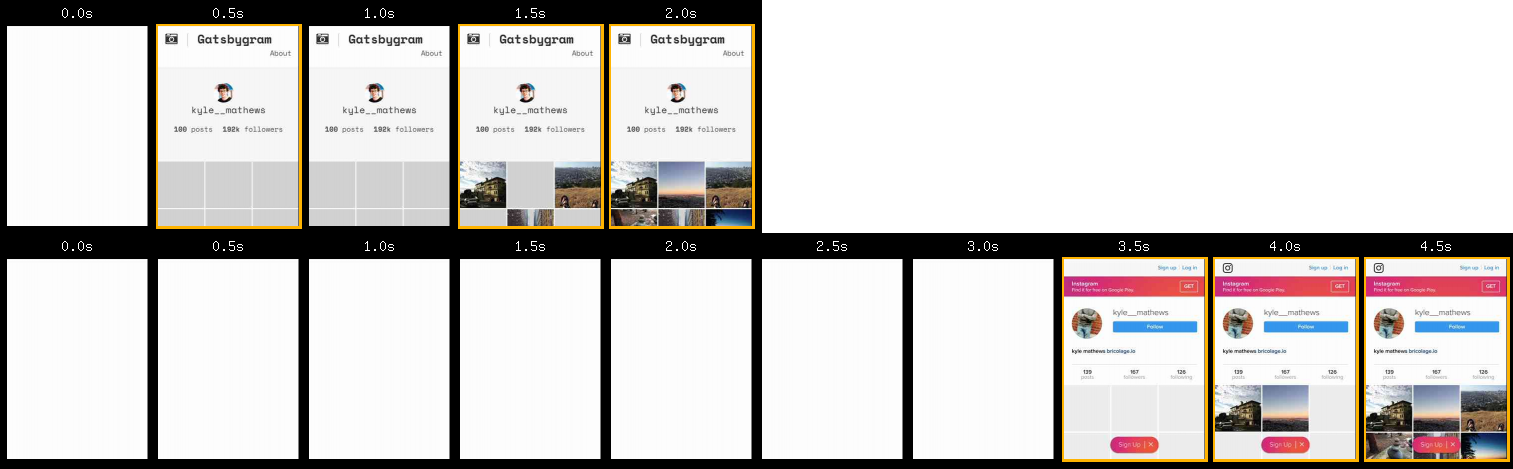 0.0s 0.5s 1.0s 1.5s 2.0s
Gatsbygram Gatsbygram Gatsbygram Gatsbygram
About About About About
kyle__mathews kyle__mathews kyle__mathews kyle__mathews
100 posts 192k followers 100 posts 192k followers 100 posts 192k followers 100 posts 192k followers
0.0s 0.5s 1.0s 1.5s 2.0s 2.5s 3.0s 3.5s 4.0s 4.5s
Sign up | Log in Sign up | Log in Sign up | Log in
Instagram Instagram Instagram
Find it for free on Google Play. GET Find it for free on Google Play. GET Find it for free on Google Play. GET
kyle__mathews kyle__mathews kyle__mathews
Follow Follow Follow
kyle mathews bricolage.io kyle mathews bricolage.io kyle mathews bricolage.io
139 167 126 139 167 126 139 167 126
posts followers following posts followers following posts followers following
Sign Up | × Sign Up | × Sign Up | ×